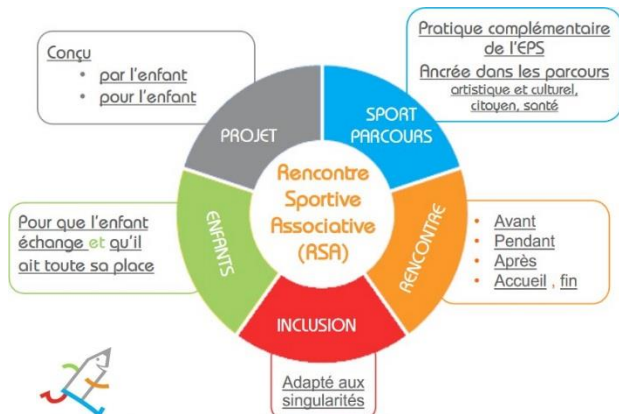 Conçu
• par l'enfant
• pour l'enfant
Pratique complémentaire
de l'EPS
Ancrée dans les parcours
artistique et culturel,
citoyen, santé
PROJET
SPORT
PARCOURS
Rencontre
Sportive
Associative
(RSA)
Pour que l'enfant
échange et qu'il
ait toute sa place
ENFANTS
RENCONTRE
• Avant
• Pendant
• Après
• Accueil , fin
INCLUSION
Adapté aux
singularités